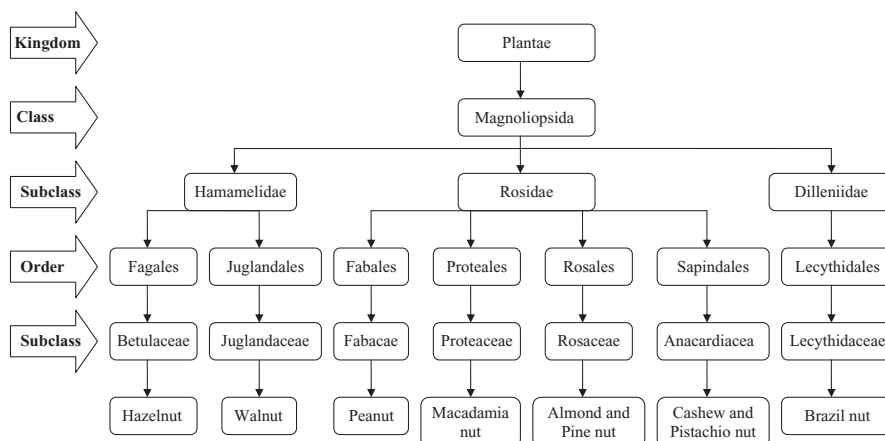 Kingdom
Plantae
Class
Magnoliopsida
Subclass
Hamamelidae
Rosidae
Dilleniidae
Order
Fagales
Juglandales
Fabales
Proteales
Rosales
Sapindales
Lecythidales
Subclass
Betulaceae
Juglandaceae
Fabacae
Proteaceae
Rosaceae
Anacardiacea
Lecythidaceae
Hazelnut
Walnut
Peanut
Macadamia
nut
Almond and
Pine nut
Cashew and
Pistachio nut
Brazil nut